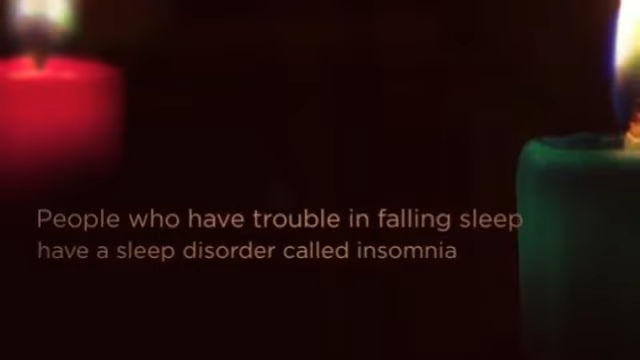 People who have trouble in falling sleep
have a sleep disorder called insomnia